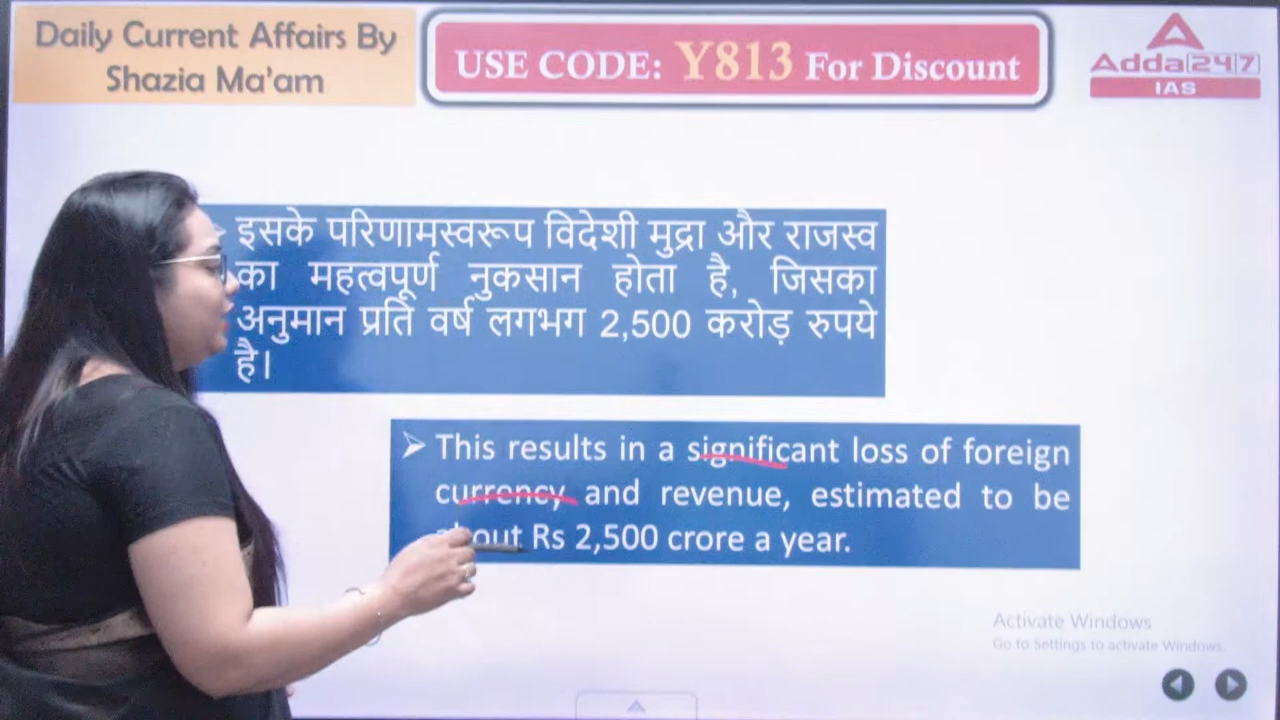 Daily Current Affairs By
Shazia Ma'am
USE CODE: Y813 For Discount
Adda 247
IAS
इसके परिणामस्वरूप विदेशी मुद्रा और राजस्व
का महत्वपूर्ण नुकसान होता है, जिसका
अनुमान प्रति वर्ष लगभग 2,500 करोड़ रुपये
है।
➤ This results in a significant loss of foreign
currency and revenue, estimated to be
about Rs 2,500 crore a year.
Activate Windows
Go to Settings to activate Windows.